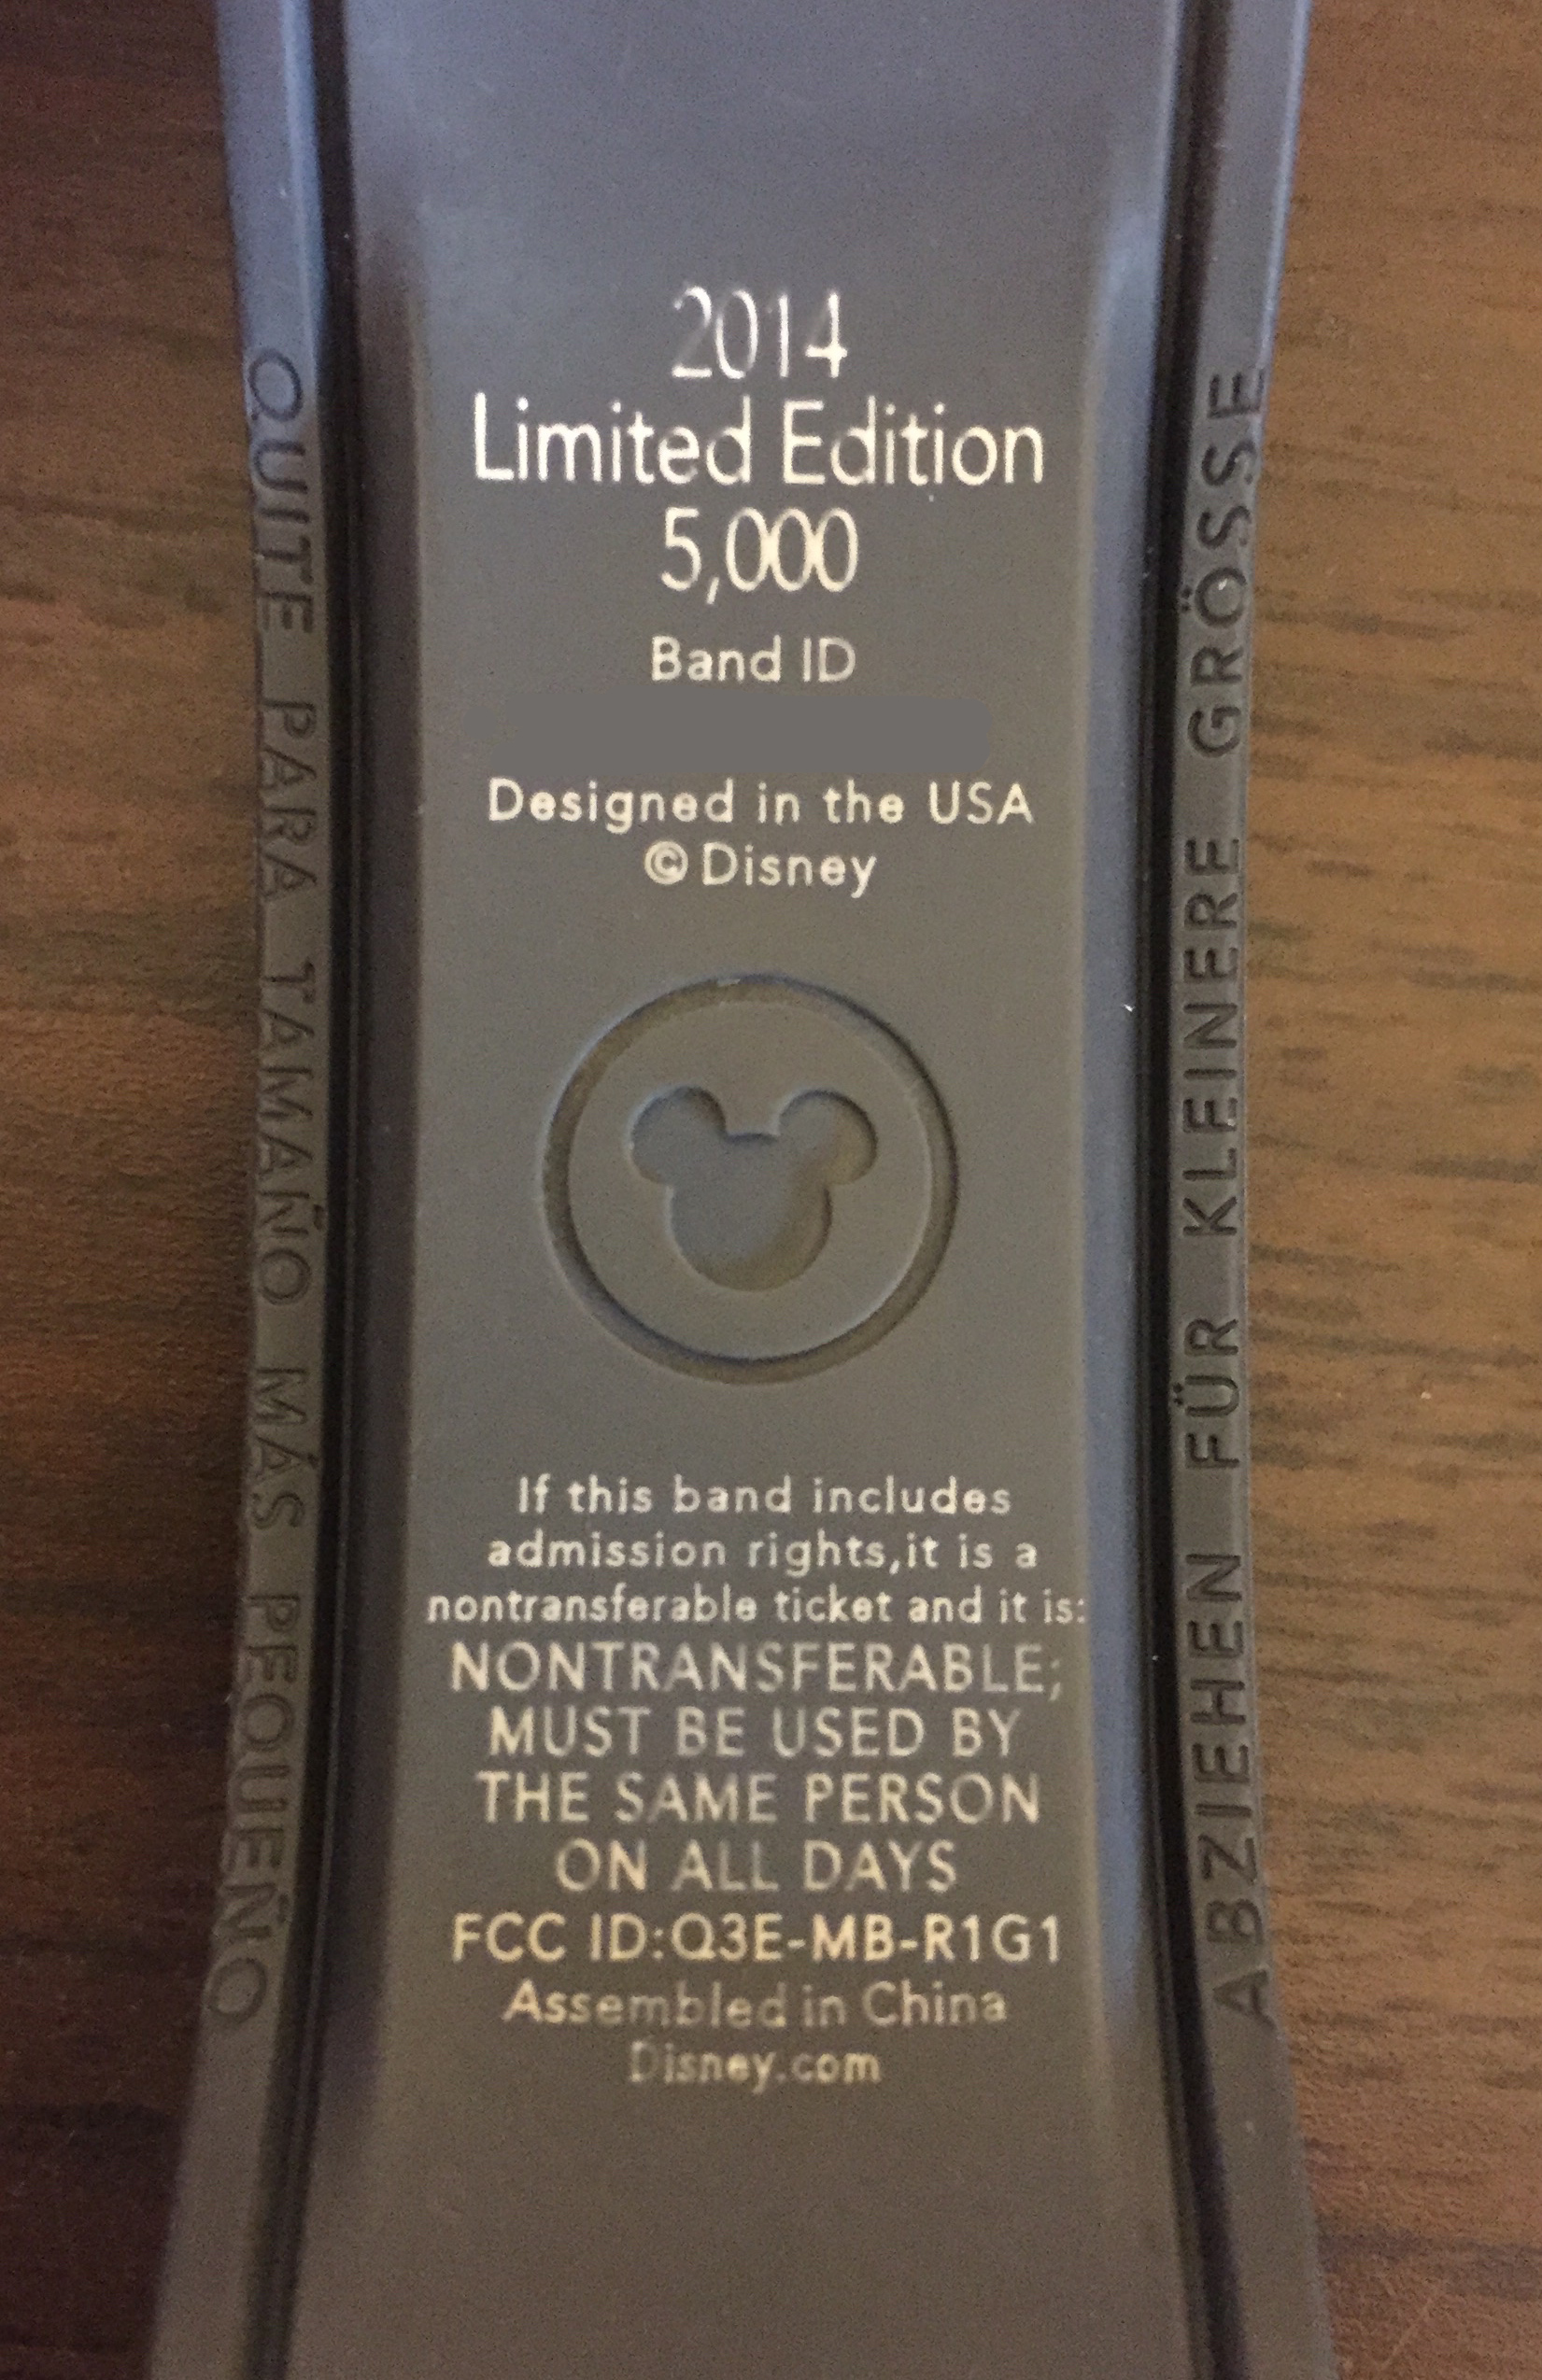 2014
Limited Edition
5,000
Band ID
Designed in the USA
© Disney
If this band includes
admission rights,it is a
nontransferable ticket and it is:
NONTRANSFERABLE;
MUST BE USED BY
THE SAME PERSON
ON ALL DAYS
FCC ID:Q3E-MB-R1G1
Assembled in China
Disney.com
QUITE PARA TAMAÑO MÁS PEQUEÑO
ABZIEHEN FÜR KLEINERE GRÖSSE